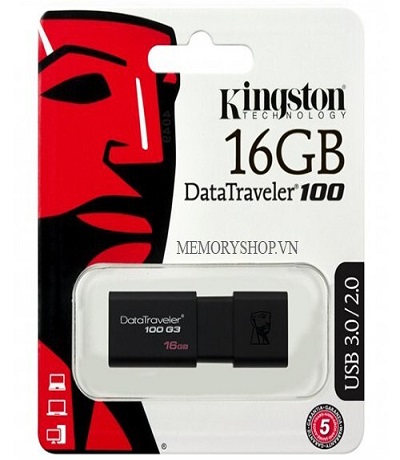 Kingston
TECHNOLOGY
16GB
DataTraveler® 100
MEMORYSHOP.VN
DataTraveler®
100 G3
16GB
USB 3.0/2.0
5